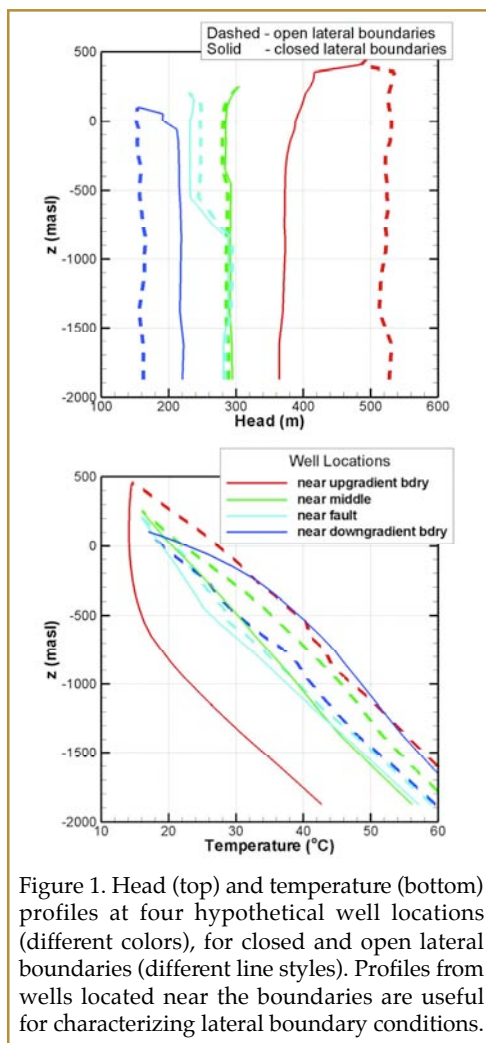 Dashed - open lateral boundaries
Solid - closed lateral boundaries
500
0
-500
-1000
-1500
-2000
z (masl)
100 200 300 400 500 600
Head (m)
Well Locations
near upgradient bdry
near middle
near fault
near downgradient bdry
500
0
-500
-1000
-1500
-2000
z (masl)
10 20 30 40 50 60
Temperature (°C)
Figure 1. Head (top) and temperature (bottom)
profiles at four hypothetical well locations
(different colors), for closed and open lateral
boundaries (different line styles). Profiles from
wells located near the boundaries are useful
for characterizing lateral boundary conditions.